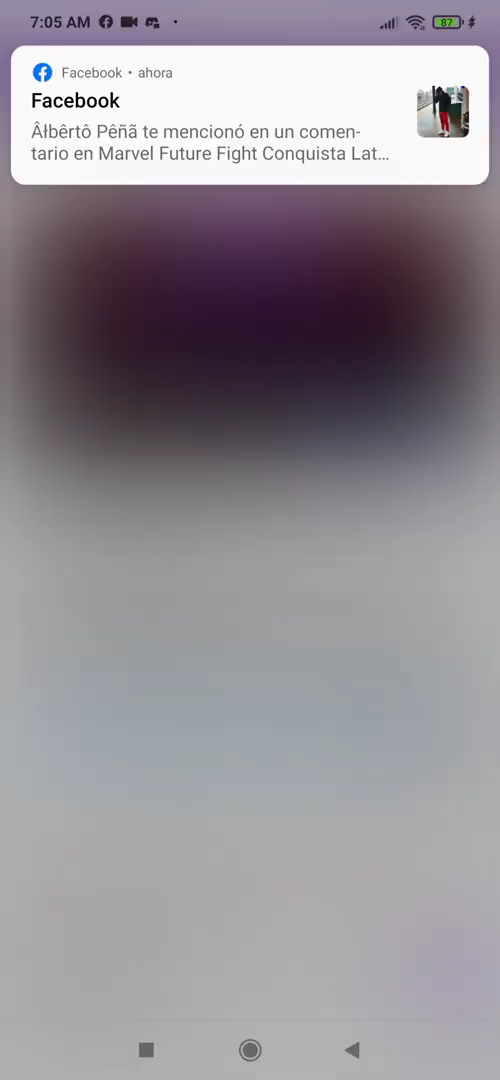 7:05 AM
87
Facebook • ahora
Facebook
Âłbêrtô Pêñã te mencionó en un comen-
tario en Marvel Future Fight Conquista Lat...